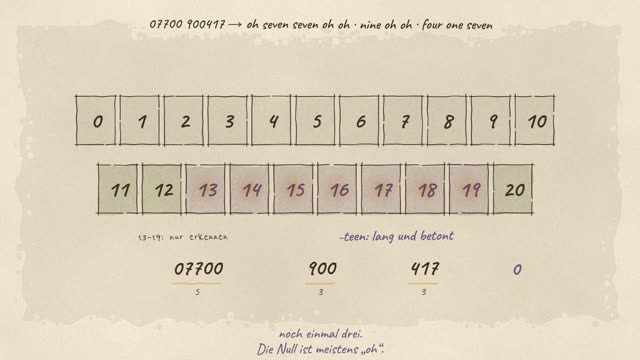 07700 900417 → oh seven seven oh oh · nine oh oh · four one seven
0 1 2 3 4 5 6 7 8 9 10
11 12 13 14 15 16 17 18 19 20
13–19: nur erkennen
-teen: lang und betont
07700 900 417 0
5 3 3
noch einmal drei.
Die Null ist meistens „oh“.